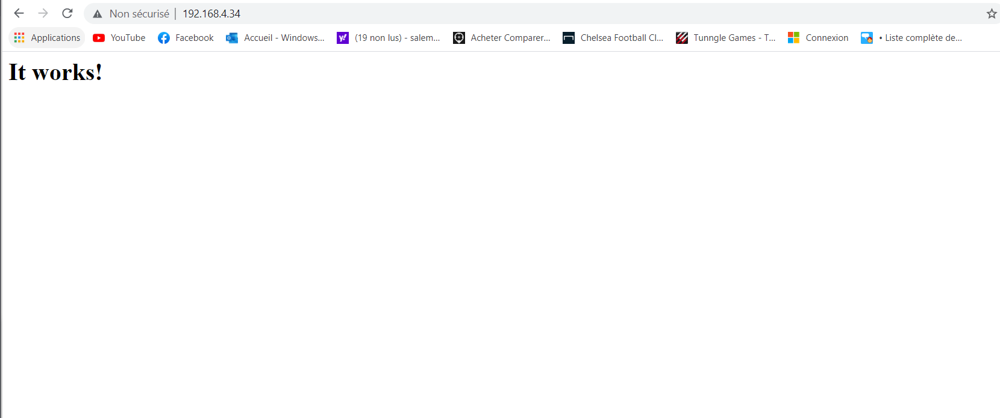 Non sécurisé | 192.168.4.34
Applications YouTube Facebook Accueil - Windows... (19 non lus) - salem... Acheter Comparer... Chelsea Football Cl... Tunngle Games - T... Connexion • Liste complète de...
It works!